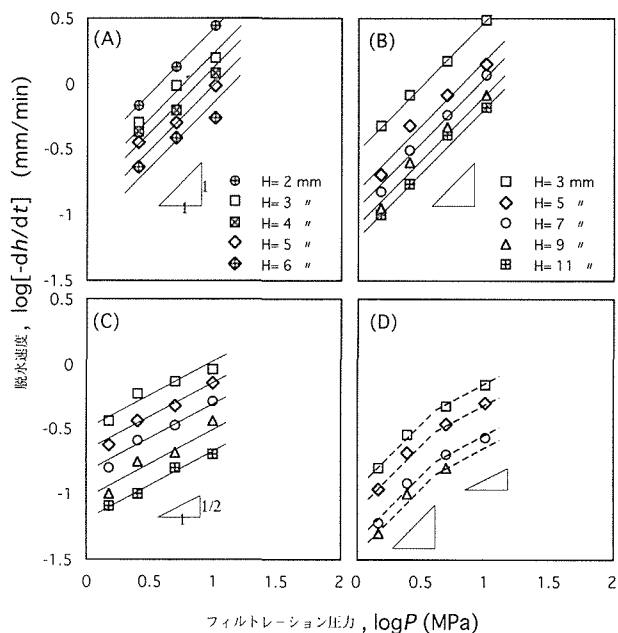 (A)
(B)
0.5
0
-0.5
-1
-1.5
1
1
H= 2 mm
H= 3 〃
H= 4 〃
H= 5 〃
H= 6 〃
H= 3 mm
H= 5 〃
H= 7 〃
H= 9 〃
H= 11 〃
(C)
(D)
0.5
0
-0.5
-1
-1.5
1/2
1
0
0.5
1
1.5
2
0
0.5
1
1.5
2
脱水速度, log[-dh/dt] (mm/min)
フィルトレーション圧力, logP (MPa)